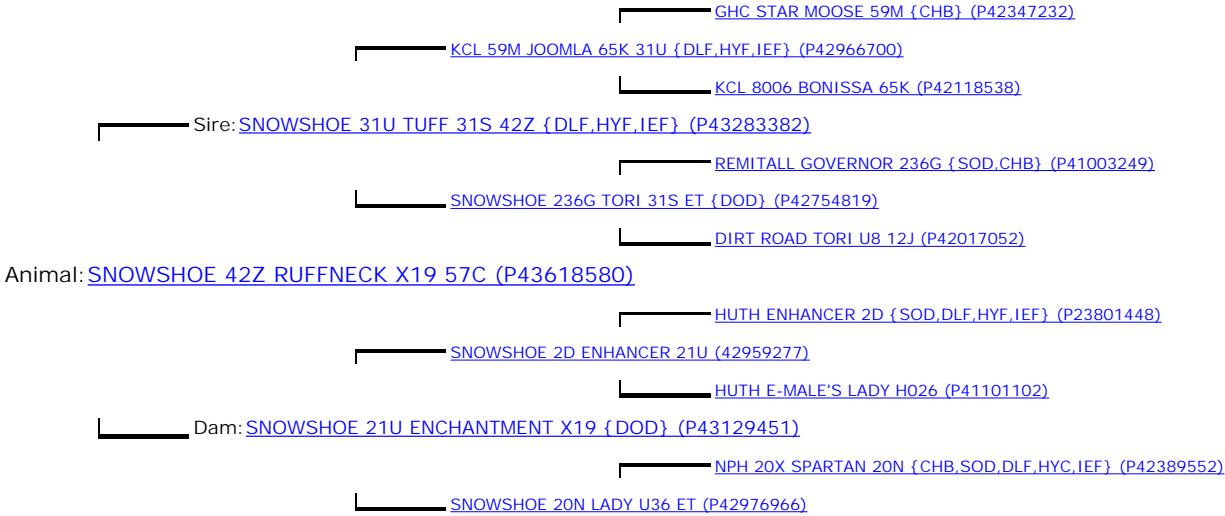 GHC STAR MOOSE 59M {CHB} (P42347232)
KCL 59M JOOMLA 65K 31U {DLF,HYF,IEF} (P42966700)
KCL 8006 BONISSA 65K (P42118538)
Sire: SNOWSHOE 31U TUFF 31S 42Z {DLF,HYF,IEF} (P43283382)
REMITALL GOVERNOR 236G {SOD,CHB} (P41003249)
SNOWSHOE 236G TORI 31S ET {DOD} (P42754819)
DIRT ROAD TORI U8 12J (P42017052)
Animal: SNOWSHOE 42Z RUFFNECK X19 57C (P43618580)
HUTH ENHANCER 2D {SOD,DLF,HYF,IEF} (P23801448)
SNOWSHOE 2D ENHANCER 21U (42959277)
HUTH E-MALE'S LADY H026 (P41101102)
Dam: SNOWSHOE 21U ENCHANTMENT X19 {DOD} (P43129451)
NPH 20X SPARTAN 20N {CHB,SOD,DLF,HYC,IEF} (P42389552)
SNOWSHOE 20N LADY U36 ET (P42976966)